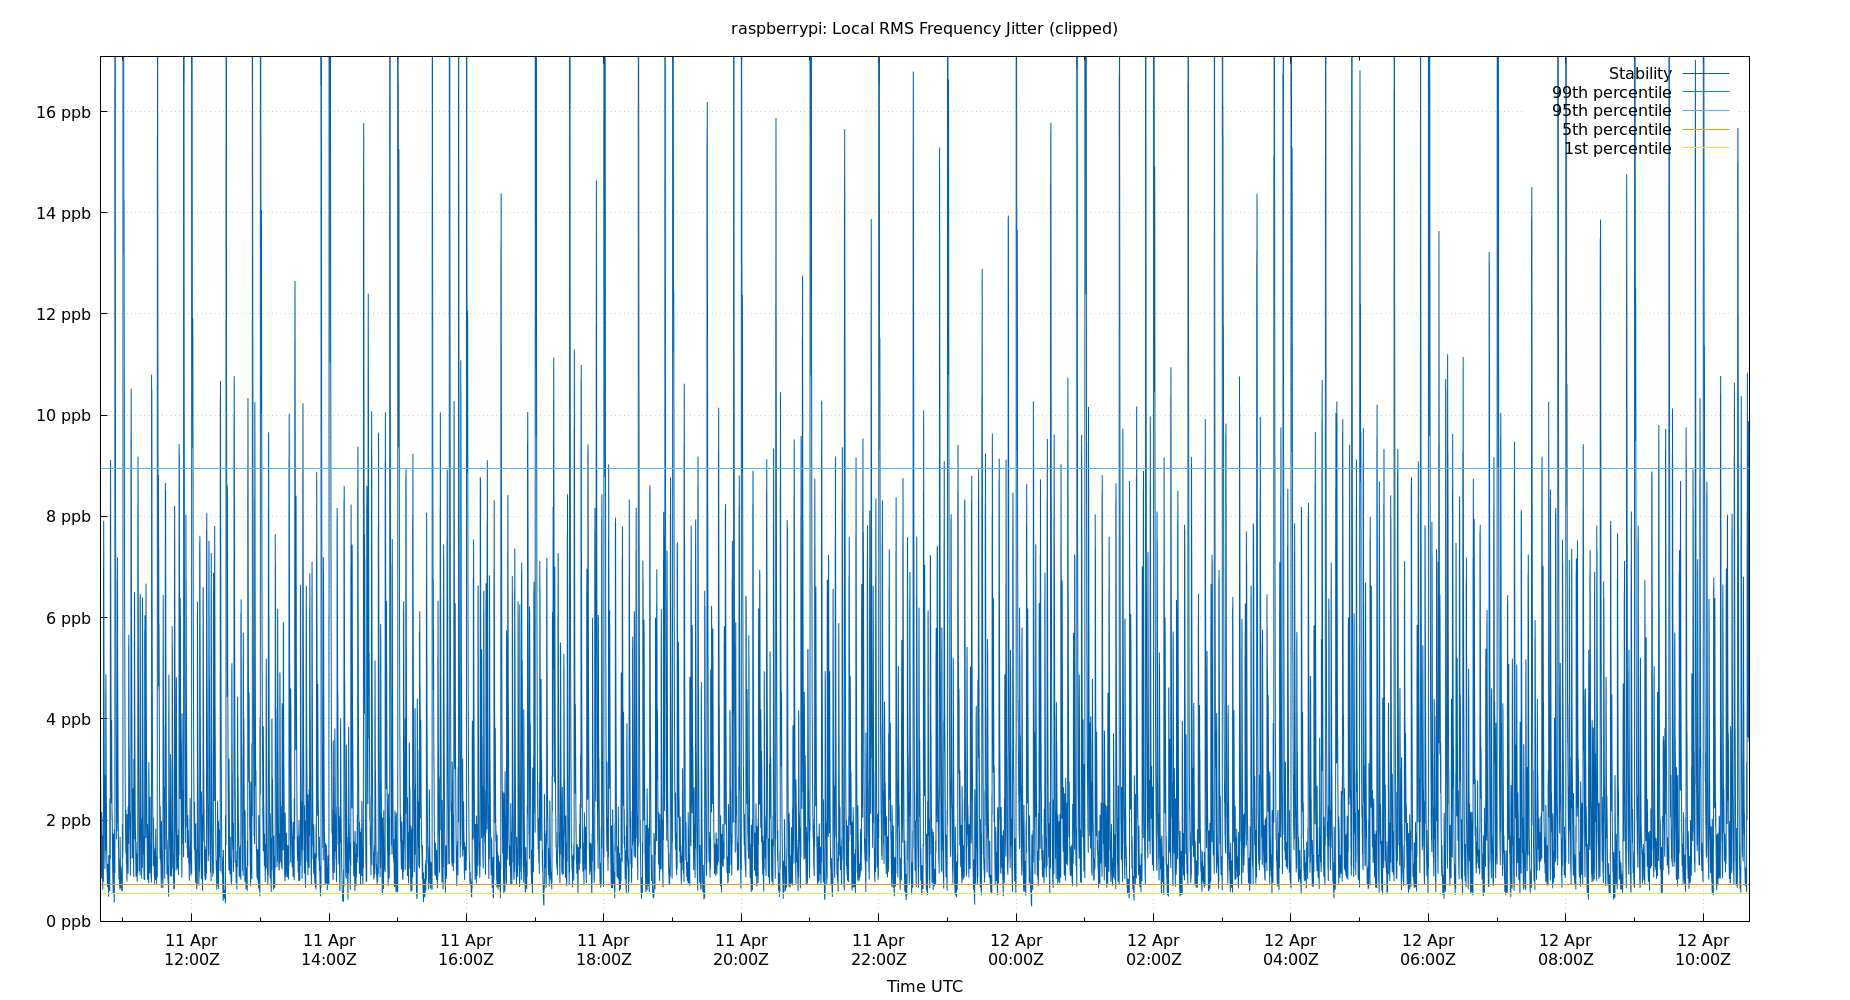 raspberrypi: Local RMS Frequency Jitter (clipped)
Stability
99th percentile
95th percentile
5th percentile
1st percentile
16 ppb
14 ppb
12 ppb
10 ppb
8 ppb
6 ppb
4 ppb
2 ppb
0 ppb
11 Apr 11 Apr 11 Apr 11 Apr 11 Apr 11 Apr 12 Apr 12 Apr 12 Apr 12 Apr 12 Apr 12 Apr
12:00Z 14:00Z 16:00Z 18:00Z 20:00Z 22:00Z 00:00Z 02:00Z 04:00Z 06:00Z 08:00Z 10:00Z
Time UTC